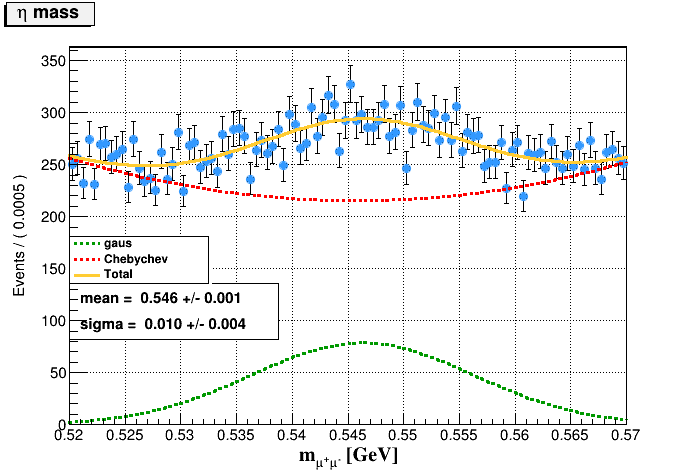 η mass
Events / ( 0.0005 )
350
300
250
200
150
100
50
0
gaus
Chebychev
Total
mean = 0.546 +/- 0.001
sigma = 0.010 +/- 0.004
0.52 0.525 0.53 0.535 0.54 0.545 0.55 0.555 0.56 0.565 0.57
m_μ⁺μ⁻ [GeV]